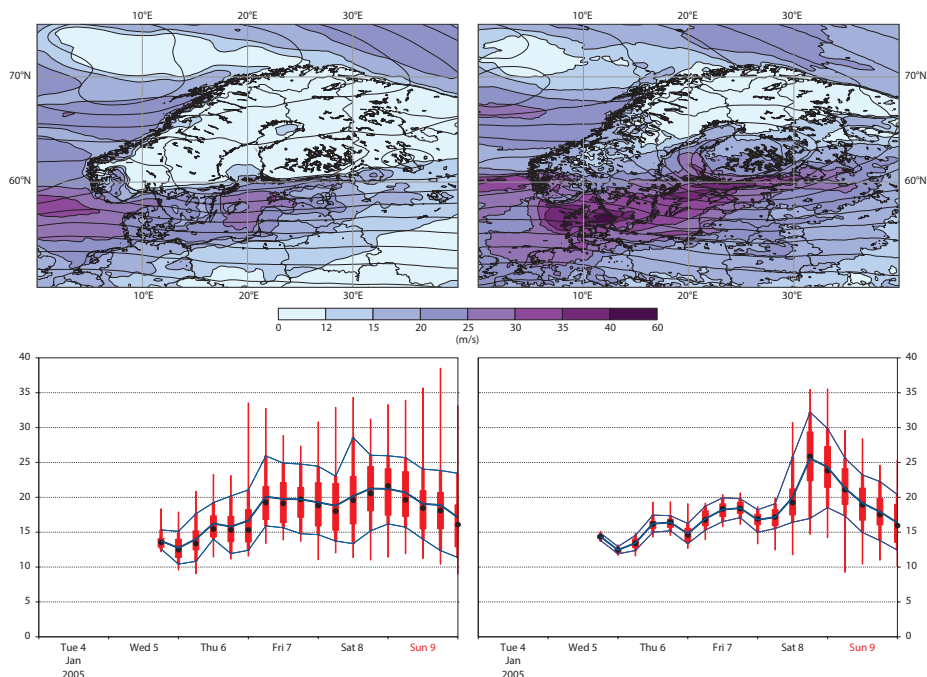 10°E 20°E 30°E 10°E 20°E 30°E
70°N 70°N
60°N 60°N
10°E 20°E 30°E 10°E 20°E 30°E
0 12 15 20 25 30 35 40 60
(m/s)
40 40
35 35
30 30
25 25
20 20
15 15
10 10
5 5
0 0
Tue 4 Wed 5 Thu 6 Fri 7 Sat 8 Sun 9 Tue 4 Wed 5 Thu 6 Fri 7 Sat 8 Sun 9
Jan Jan
2005 2005